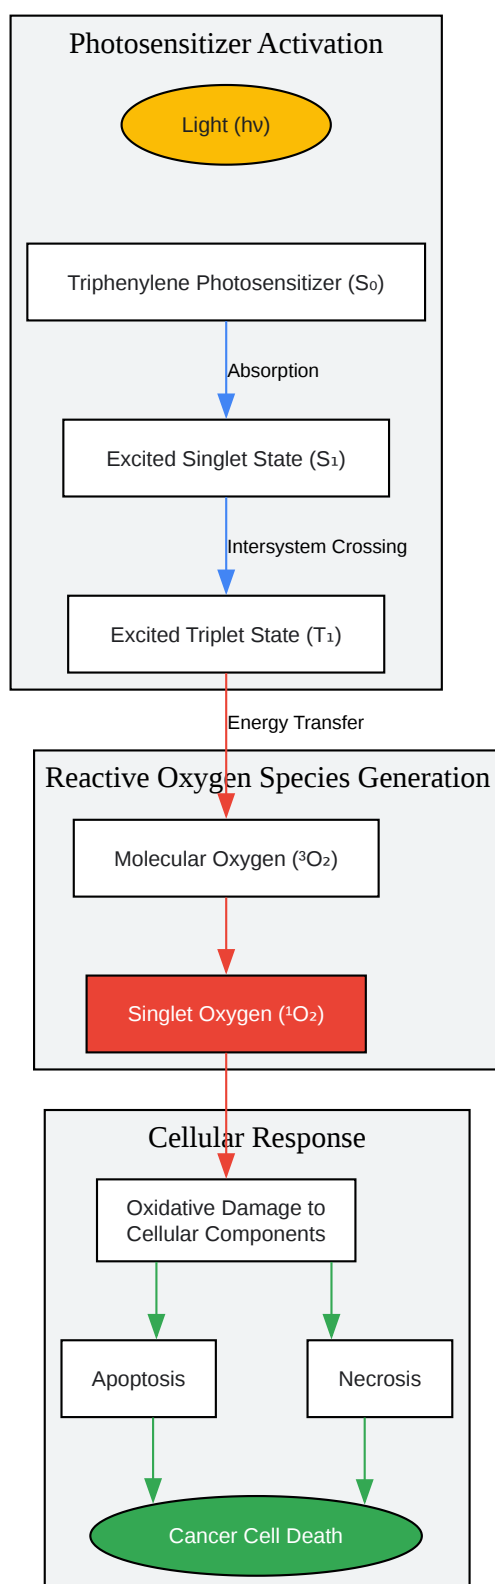 Photosensitizer Activation
Light (hν)
Triphenylene Photosensitizer (S₀)
Absorption
Excited Singlet State (S₁)
Intersystem Crossing
Excited Triplet State (T₁)
Energy Transfer
Reactive Oxygen Species Generation
Molecular Oxygen (³O₂)
Singlet Oxygen (¹O₂)
Cellular Response
Oxidative Damage to
Cellular Components
Apoptosis
Necrosis
Cancer Cell Death